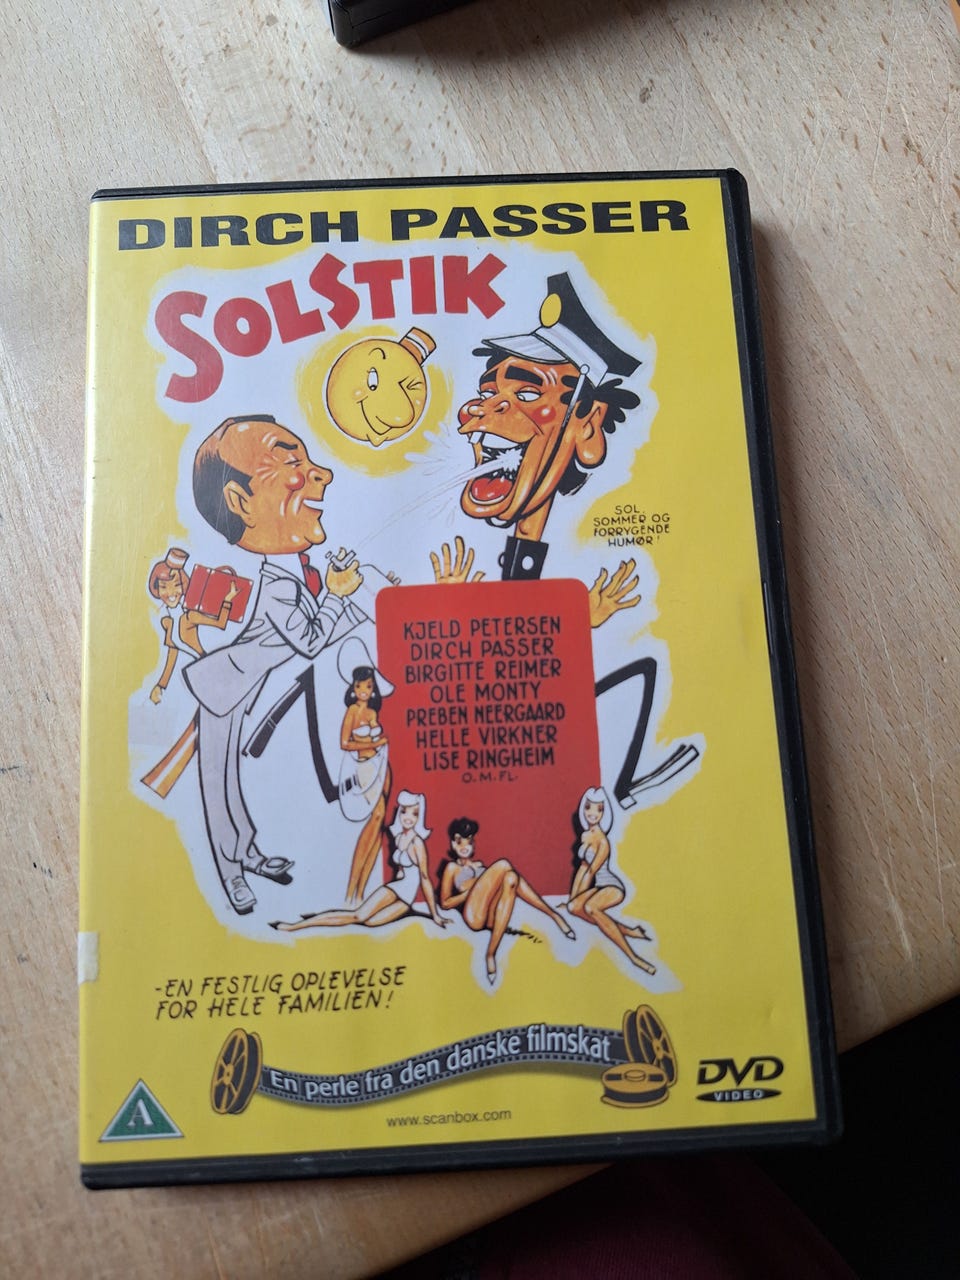 DIRCH PASSER
SOLSTIK
SOL,
SOMMER OG
FORRYGENDE
HUMØR!
KJELD PETERSEN
DIRCH PASSER
BIRGITTE REIMER
OLE MONTY
PREBEN NEERGAARD
HELLE VIRKNER
LISE RINGHEIM
O.M.FL.
-EN FESTLIG OPLEVELSE
FOR HELE FAMILIEN!
En perle fra den danske filmskat
A
www.scanbox.com
DVD
VIDEO